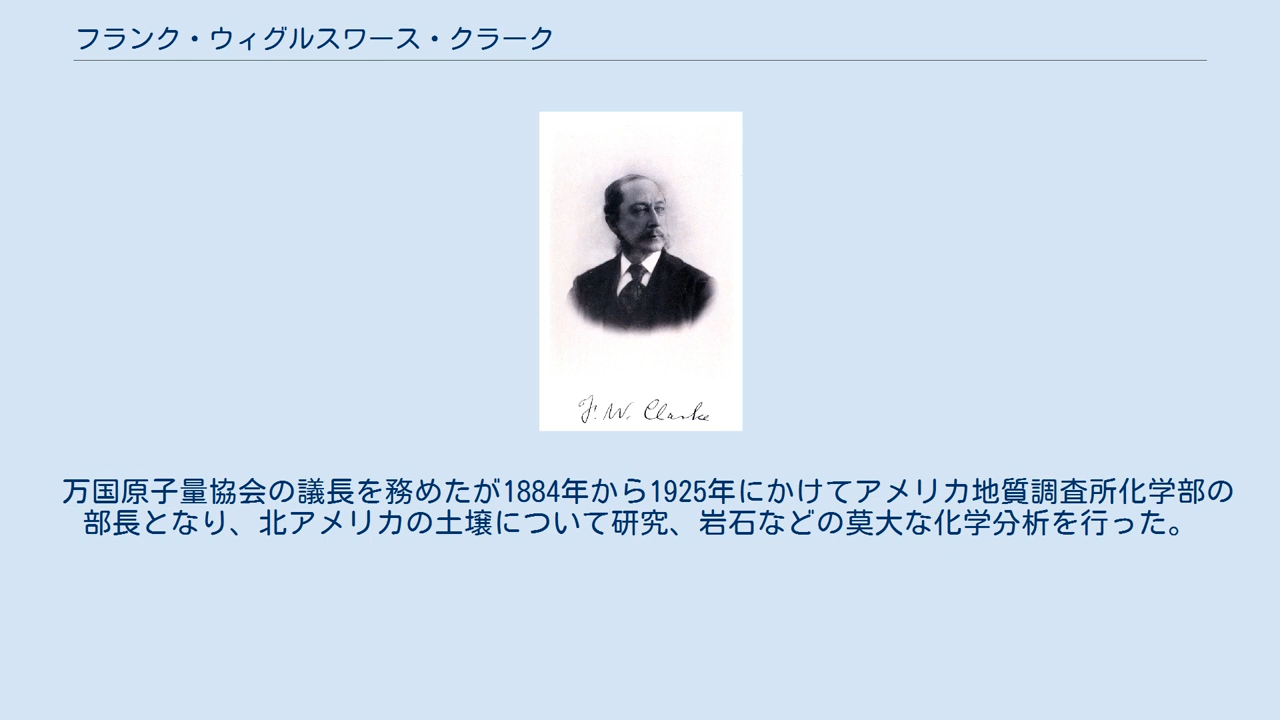 フランク・ウィグルスワース・クラーク
F. W. Clarke
万国原子量協会の議長を務めたが1884年から1925年にかけてアメリカ地質調査所化学部の
部長となり、北アメリカの土壌について研究、岩石などの莫大な化学分析を行った。